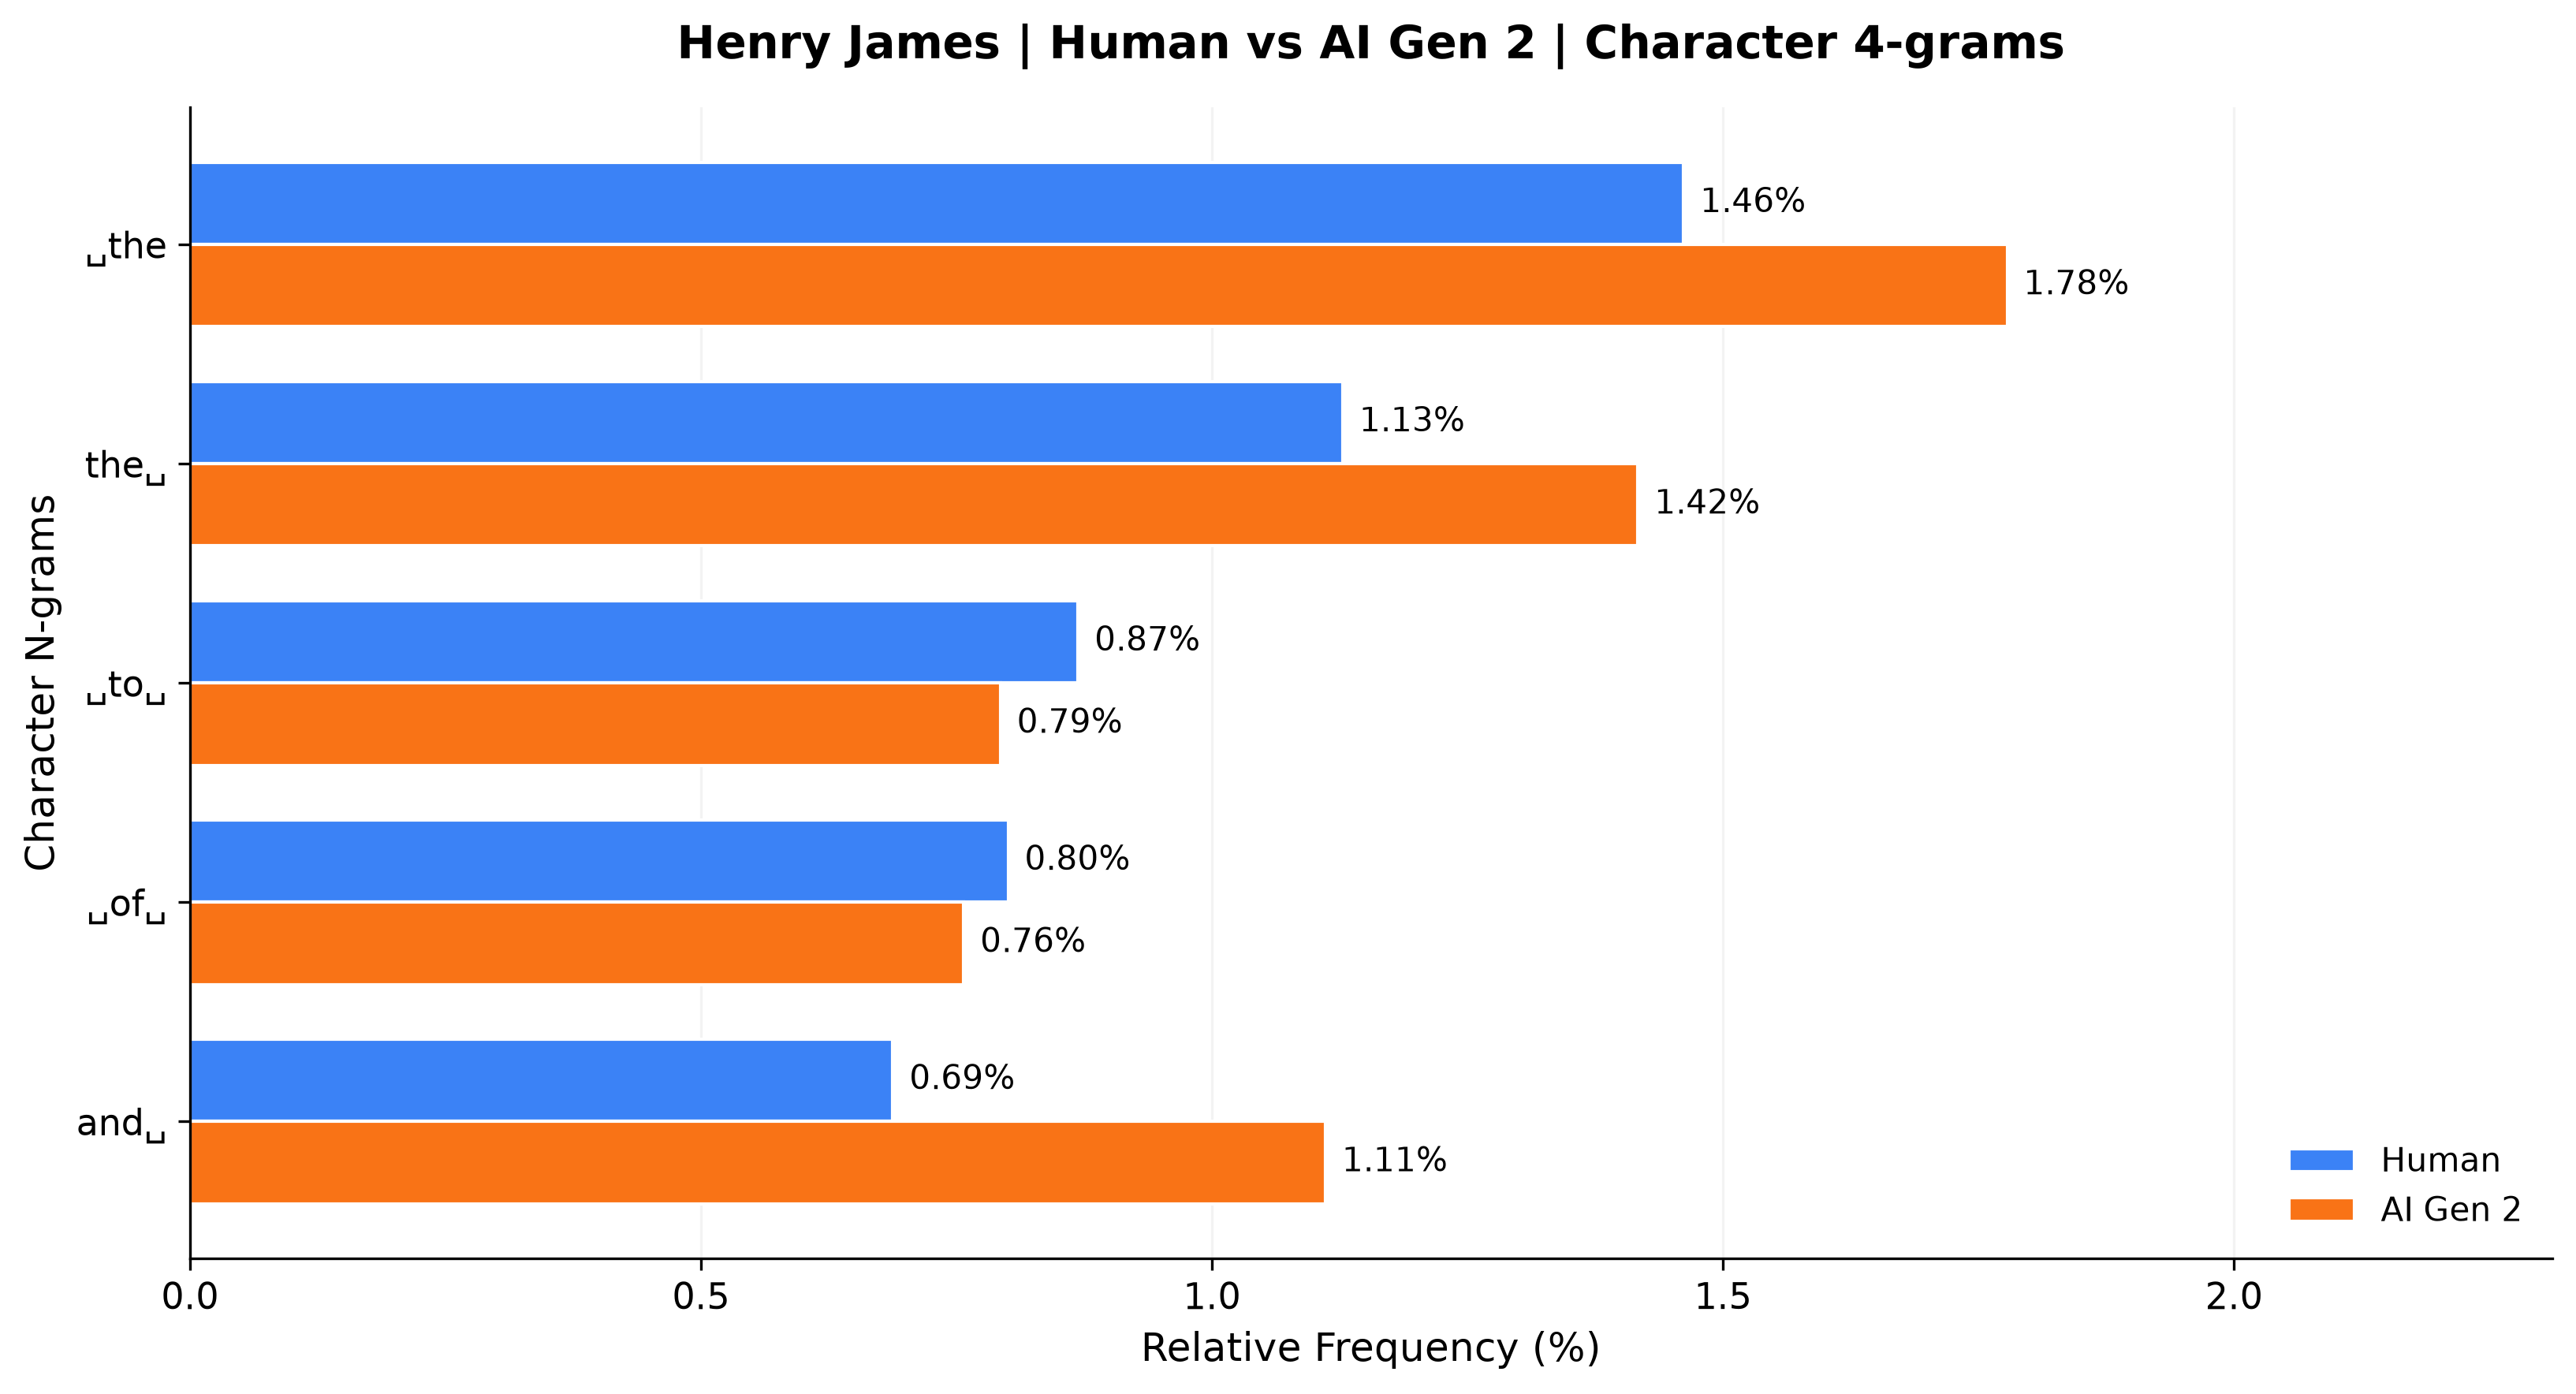 Henry James | Human vs AI Gen 2 | Character 4-grams
Character N-grams
␣the
1.46%
1.78%
the␣
1.13%
1.42%
␣to␣
0.87%
0.79%
␣of␣
0.80%
0.76%
and␣
0.69%
1.11%
Human
AI Gen 2
0.0 0.5 1.0 1.5 2.0
Relative Frequency (%)